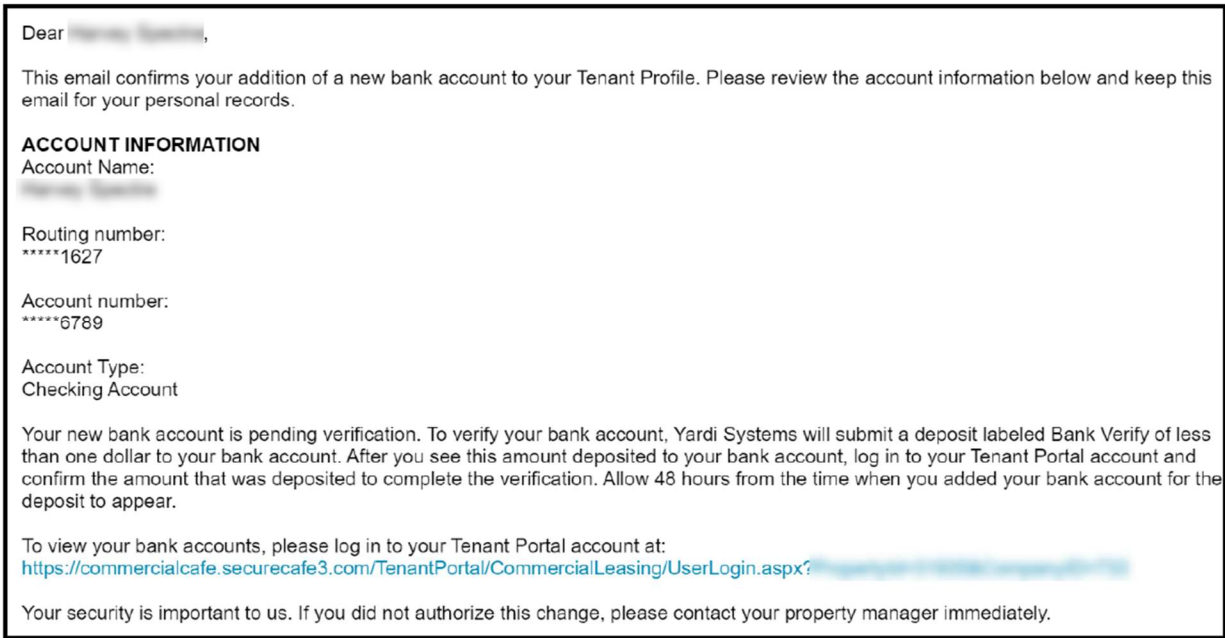 Dear ,
This email confirms your addition of a new bank account to your Tenant Profile. Please review the account information below and keep this
email for your personal records.
ACCOUNT INFORMATION
Account Name:
Routing number:
*****1627
Account number:
*****6789
Account Type:
Checking Account
Your new bank account is pending verification. To verify your bank account, Yardi Systems will submit a deposit labeled Bank Verify of less
than one dollar to your bank account. After you see this amount deposited to your bank account, log in to your Tenant Portal account and
confirm the amount that was deposited to complete the verification. Allow 48 hours from the time when you added your bank account for the
deposit to appear.
To view your bank accounts, please log in to your Tenant Portal account at:
https://commercialcafe.securecafe3.com/TenantPortal/CommercialLeasing/UserLogin.aspx?
Your security is important to us. If you did not authorize this change, please contact your property manager immediately.